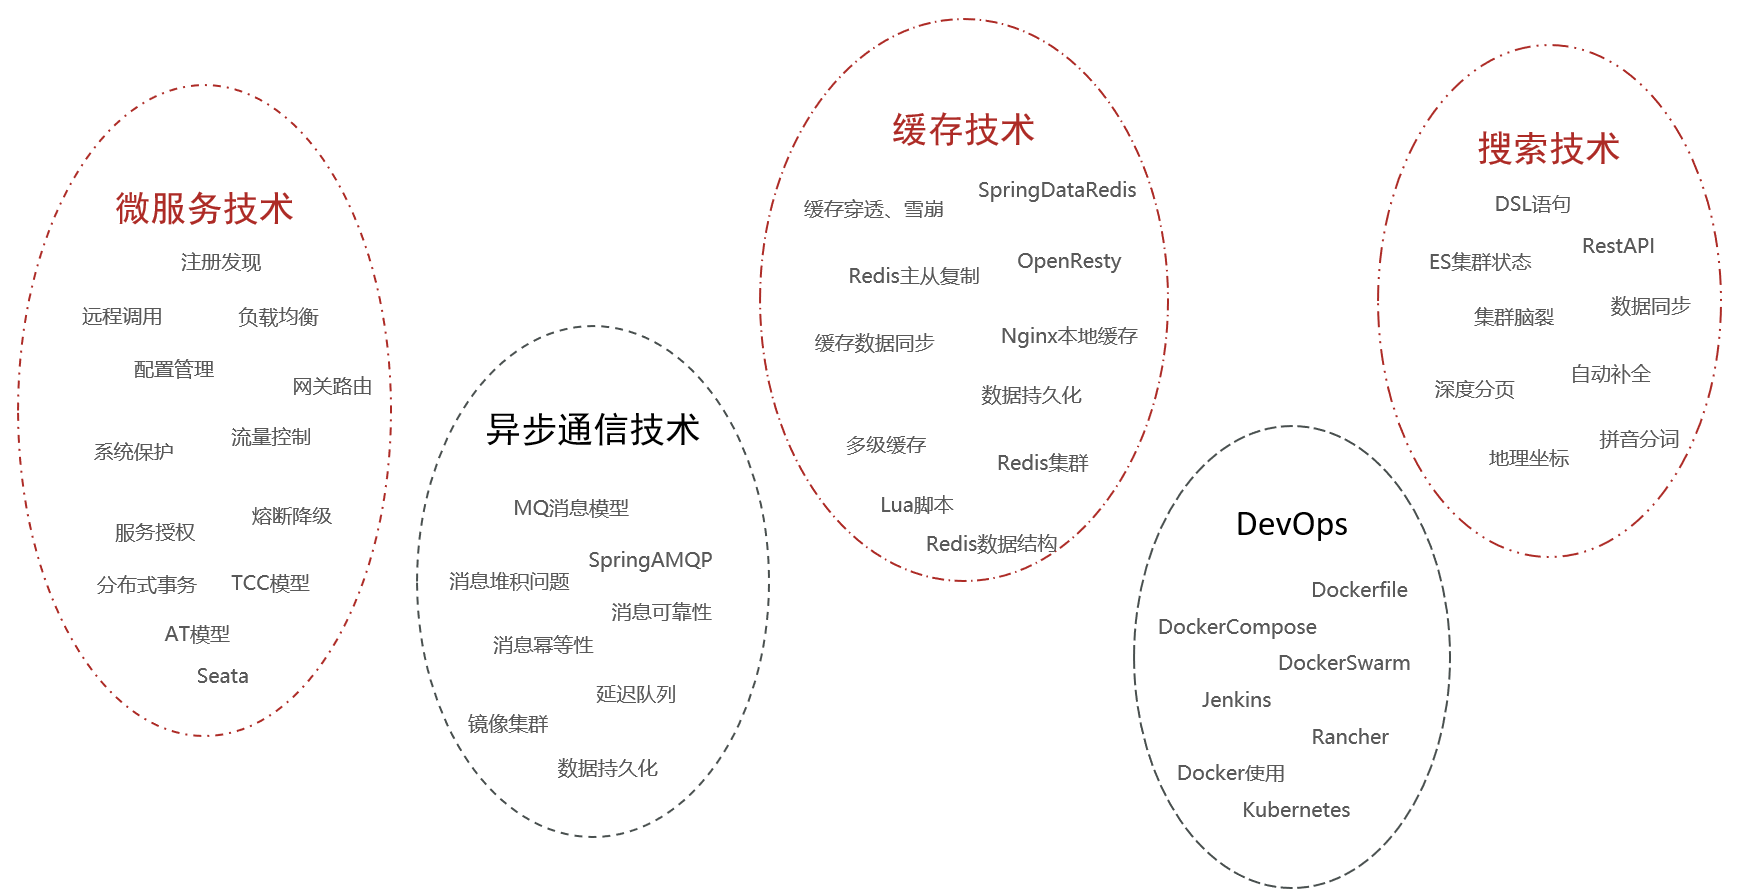 微服务技术
注册发现
远程调用
负载均衡
配置管理
网关路由
系统保护
流量控制
服务授权
熔断降级
分布式事务
TCC模型
AT模型
Seata
异步通信技术
MQ消息模型
SpringAMQP
消息堆积问题
消息可靠性
消息幂等性
延迟队列
镜像集群
数据持久化
缓存技术
SpringDataRedis
缓存穿透、雪崩
OpenResty
Redis主从复制
Nginx本地缓存
缓存数据同步
数据持久化
多级缓存
Redis集群
Lua脚本
Redis数据结构
DevOps
Dockerfile
DockerCompose
DockerSwarm
Jenkins
Rancher
Docker使用
Kubernetes
搜索技术
DSL语句
RestAPI
ES集群状态
数据同步
集群脑裂
自动补全
深度分页
拼音分词
地理坐标